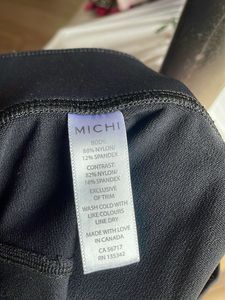 MICHI
BODY:
88% NYLON/
12% SPANDEX
CONTRAST:
82% NYLON/
18% SPANDEX
EXCLUSIVE
OF TRIM
WASH COLD WITH
LIKE COLOURS
LINE DRY
MADE WITH LOVE
IN CANADA
CA 56717
RN 135342